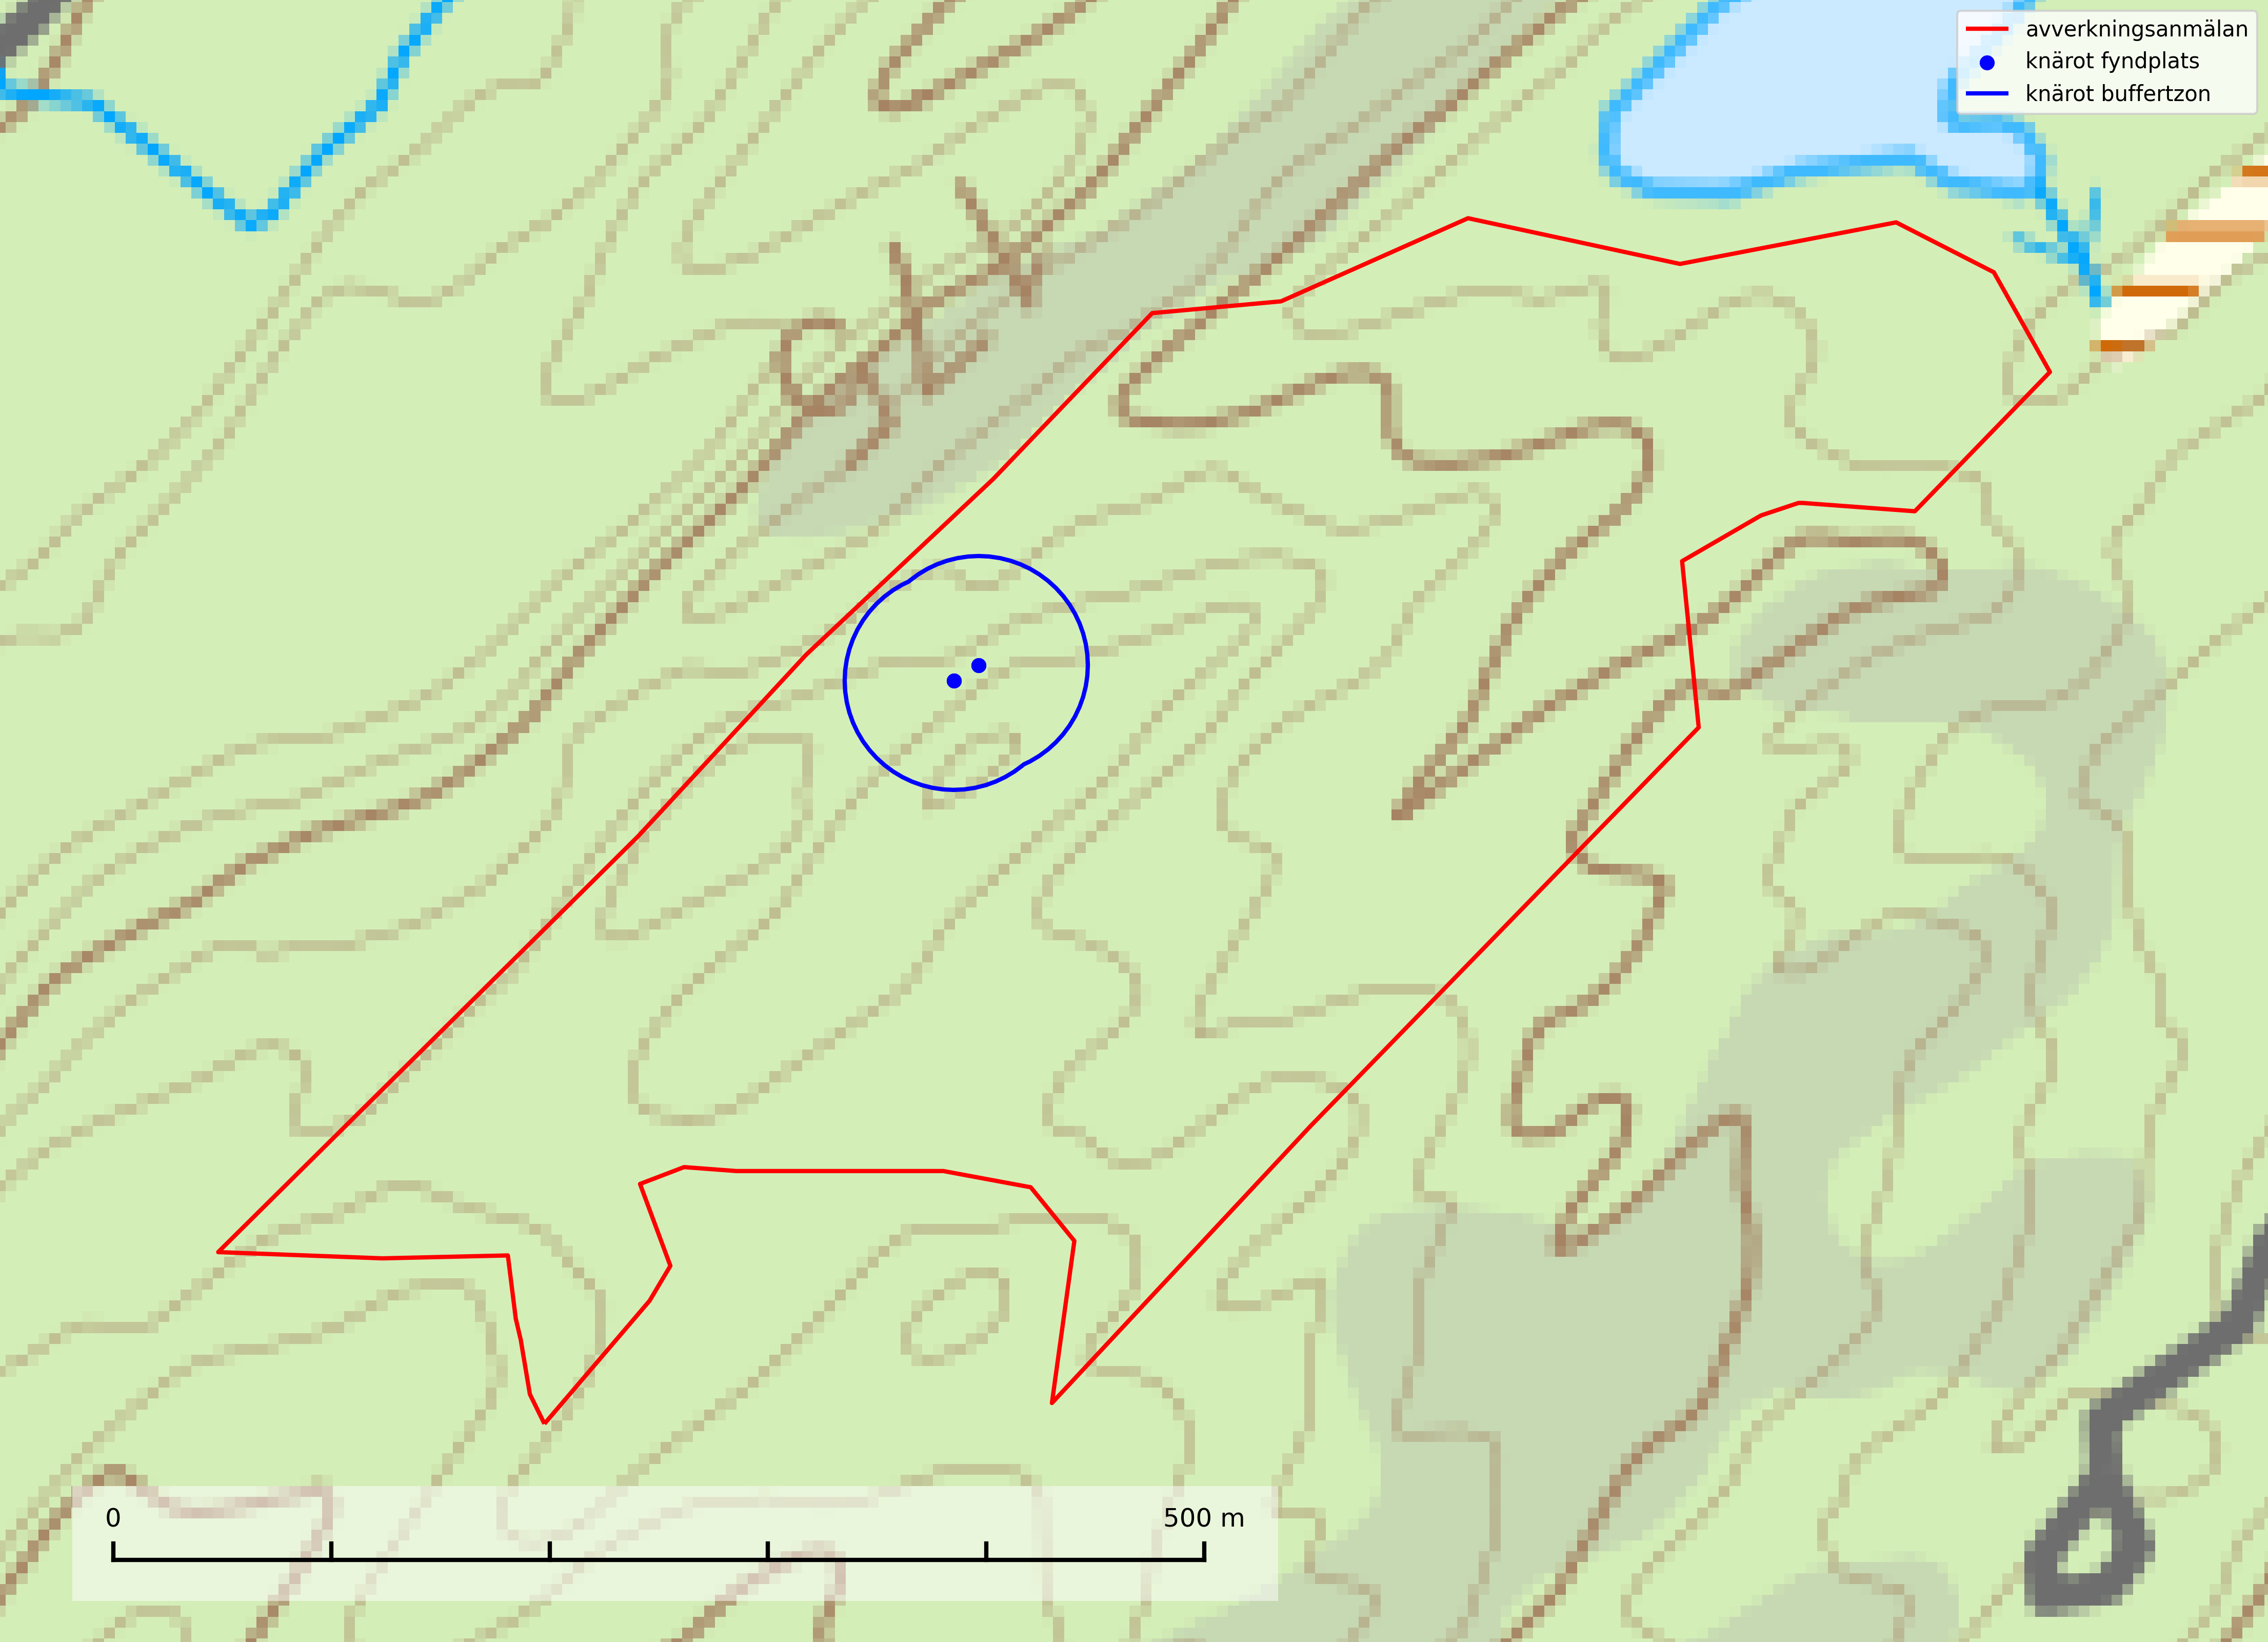 avverkningsanmälan
knärot fyndplats
knärot buffertzon
0 500 m